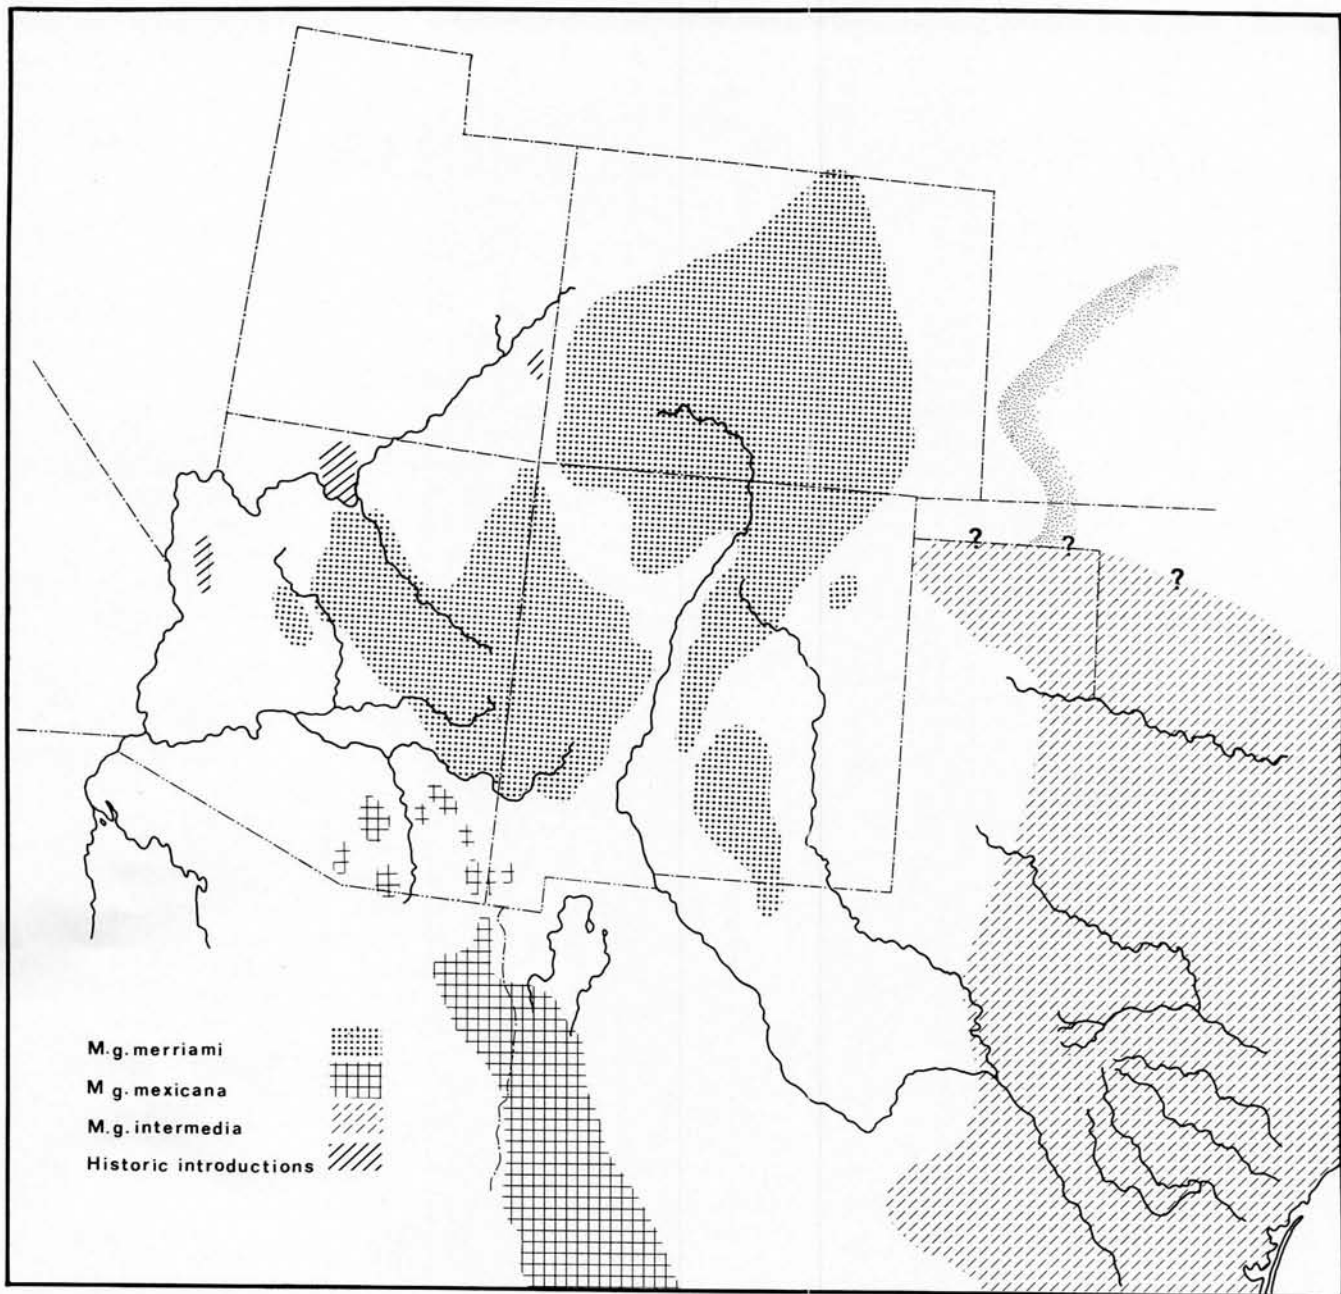 ?
?
?
M.g. merriami
M g. mexicana
M.g. intermedia
Historic introductions